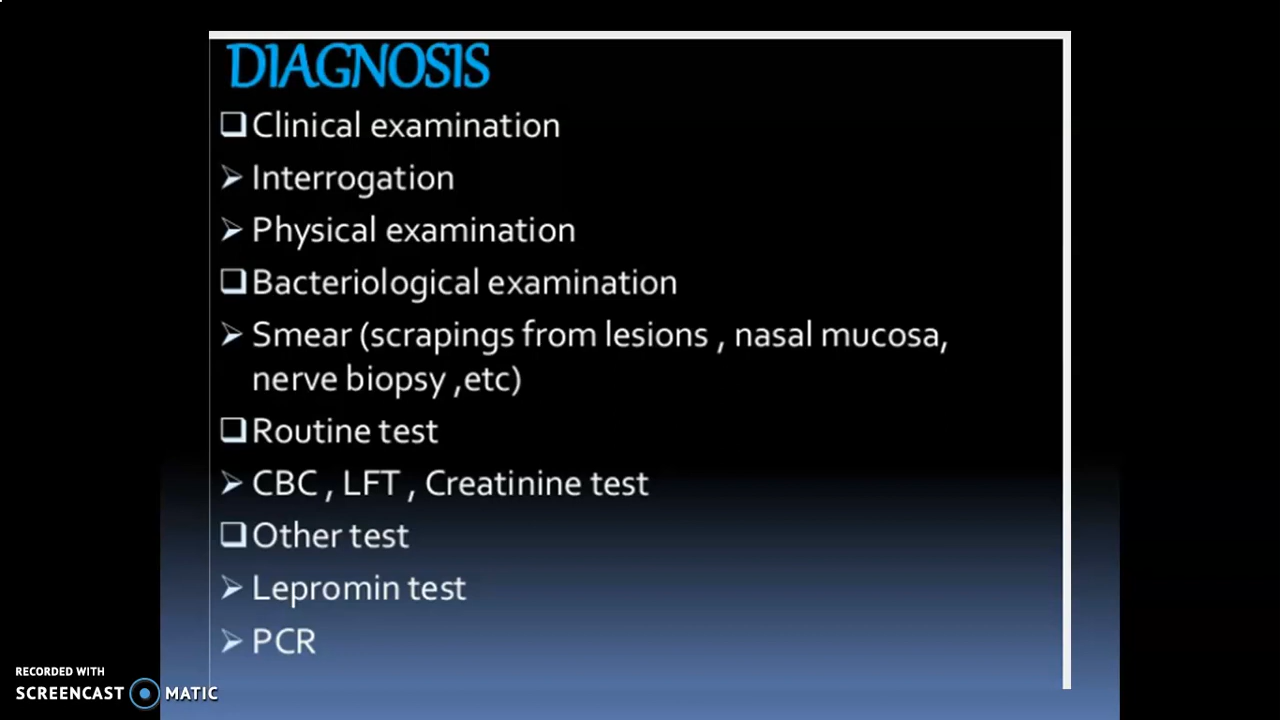 DIAGNOSIS
❑Clinical examination
➢ Interrogation
➢ Physical examination
❑Bacteriological examination
➢ Smear (scrapings from lesions , nasal mucosa,
nerve biopsy ,etc)
❑Routine test
➢ CBC , LFT , Creatinine test
❑Other test
➢ Lepromin test
➢ PCR
RECORDED WITH
SCREENCAST MATIC